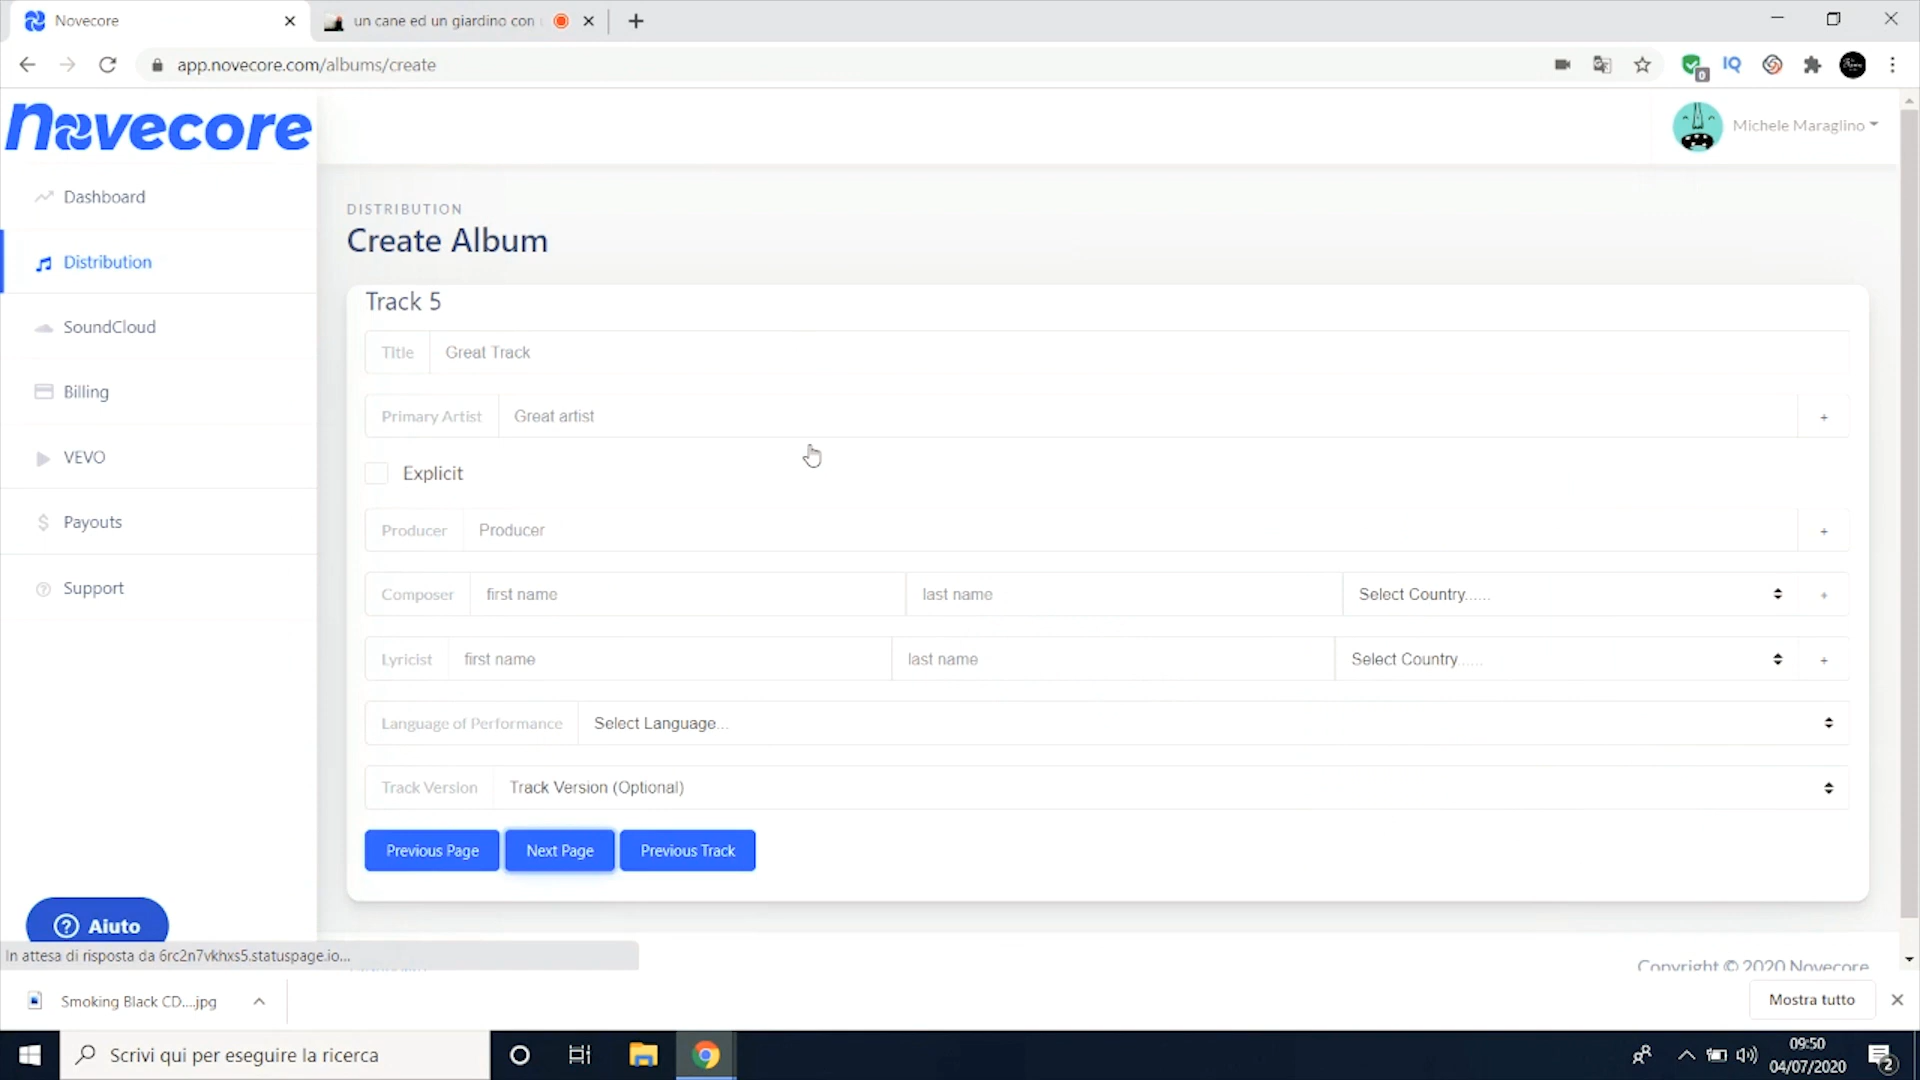 Novecore
un cane ed un giardino con
app.novecore.com/albums/create
IQ
0
Novecore
Michele Maraglino
Dashboard
Distribution
SoundCloud
Billing
VEVO
Payouts
Support
DISTRIBUTION
Create Album
Track 5
Title Great Track
Primary Artist Great artist +
Explicit
Producer Producer +
Composer first name last name Select Country...... +
Lyricist first name last name Select Country...... +
Language of Performance Select Language...
Track Version Track Version (Optional)
Previous Page Next Page Previous Track
Aiuto
In attesa di risposta da 6rc2n7vkhxs5.statuspage.io...
Copyright © 2020 Novecore
Smoking Black CD....jpg
Mostra tutto
Scrivi qui per eseguire la ricerca
09:50
04/07/2020
2